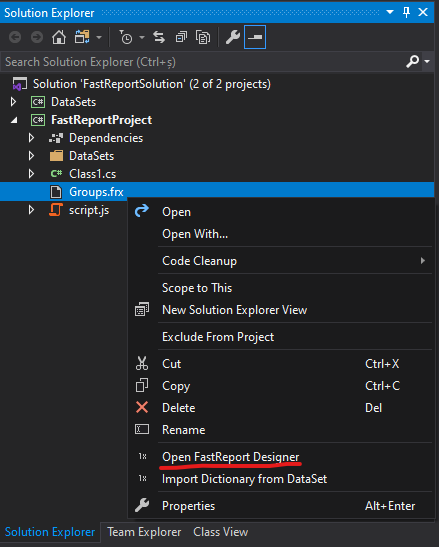 Solution Explorer
Search Solution Explorer (Ctrl+ș)
Solution 'FastReportSolution' (2 of 2 projects)
C# DataSets
C# FastReportProject
Dependencies
DataSets
C# Class1.cs
Groups.frx
script.js
Open
Open With...
Code Cleanup
Scope to This
New Solution Explorer View
Exclude From Project
Cut Ctrl+X
Copy Ctrl+C
Delete Del
Rename
1x Open FastReport Designer
1x Import Dictionary from DataSet
Properties Alt+Enter
Solution Explorer Team Explorer Class View